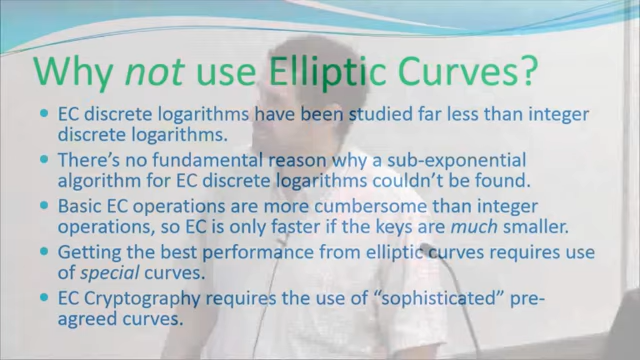 Why not use Elliptic Curves?
• EC discrete logarithms have been studied far less than integer
discrete logarithms.
• There's no fundamental reason why a sub-exponential
algorithm for EC discrete logarithms couldn't be found.
• Basic EC operations are more cumbersome than integer
operations, so EC is only faster if the keys are much smaller.
• Getting the best performance from elliptic curves requires use
of special curves.
• EC Cryptography requires the use of “sophisticated” pre-
agreed curves.